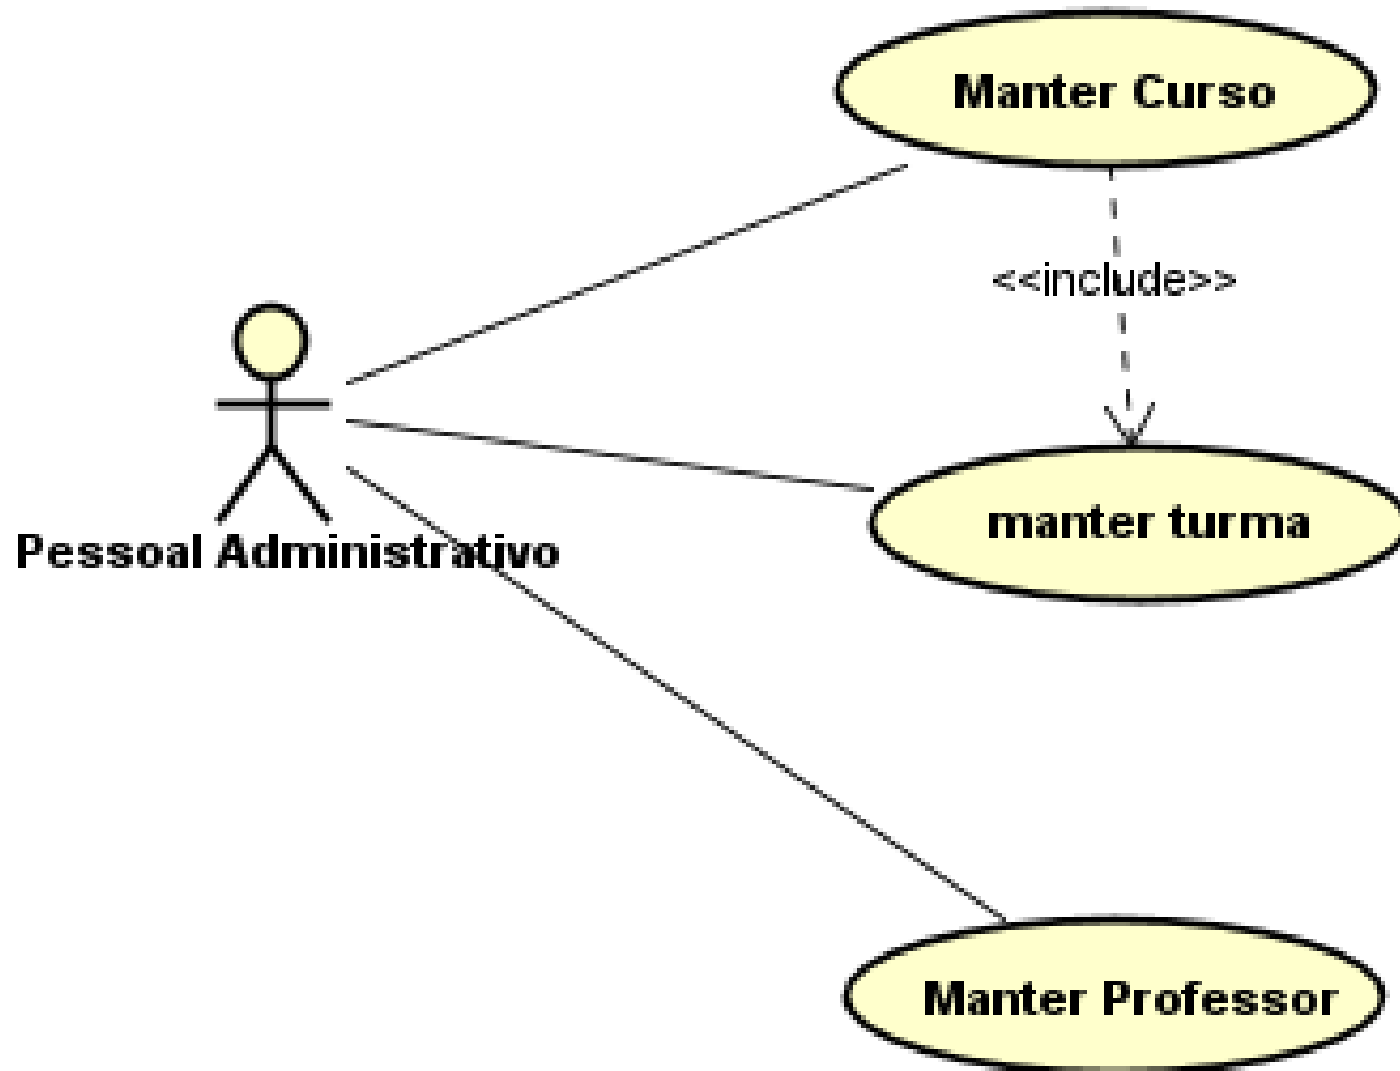 Manter Curso
<<include>>
manter turma
Pessoal Administrativo
Manter Professor